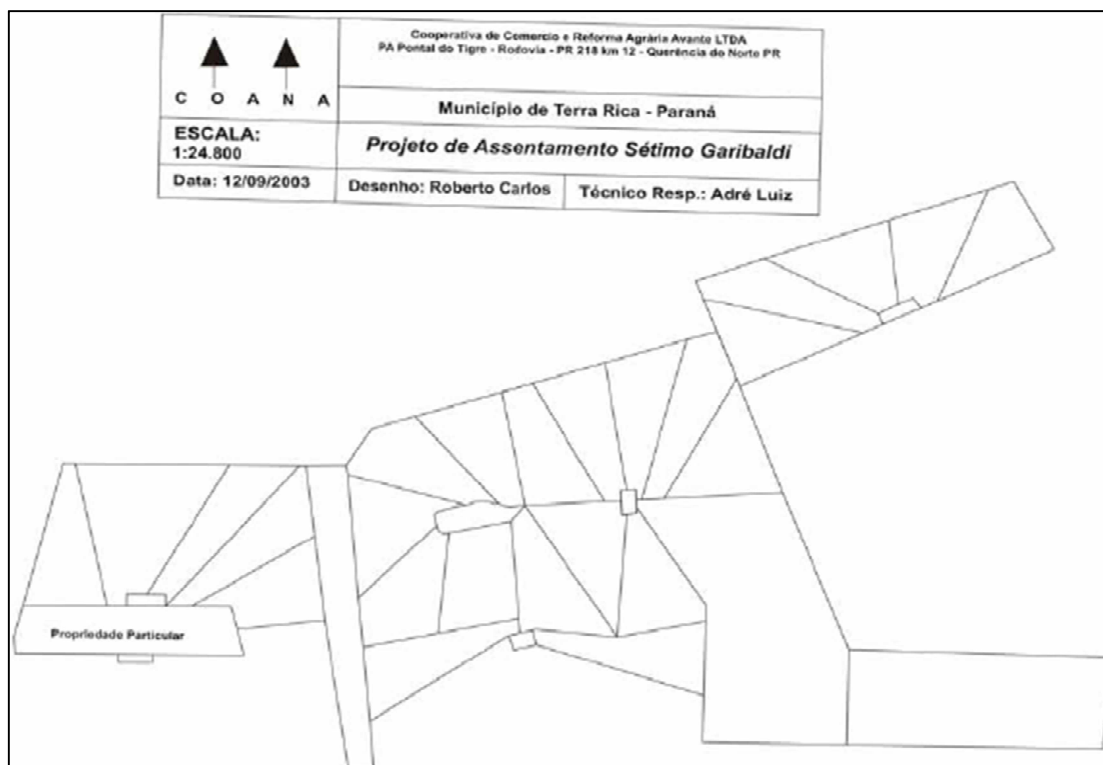 Cooperativa de Comercio e Reforma Agrária Avante LTDA
PA Pontal do Tigre - Rodovia - PR 218 km 12 - Querência do Norte PR
C O A N A
Município de Terra Rica - Paraná
ESCALA:
1:24.800
Projeto de Assentamento Sétimo Garibaldi
Data: 12/09/2003
Desenho: Roberto Carlos
Técnico Resp.: Adré Luiz
Propriedade Particular